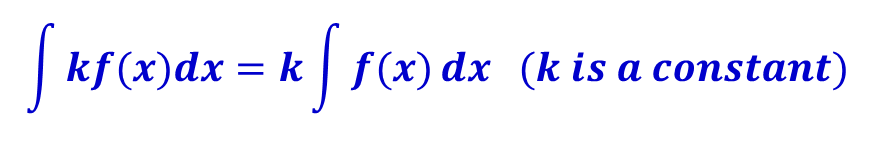 ∫ kf(x)dx = k ∫ f(x) dx (k is a constant)